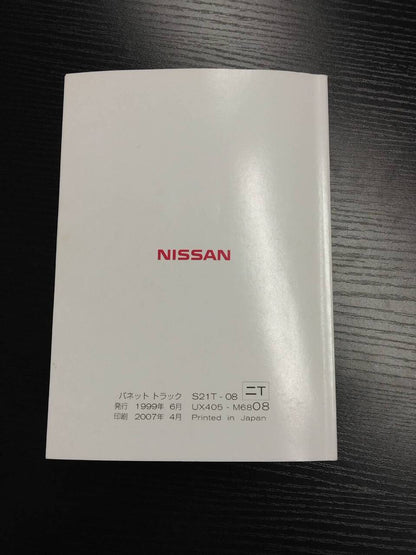 NISSAN
バネット トラック S21T-08 ニT
発行 1999年 6月 UX405-M6808
印刷 2007年 4月 Printed in Japan